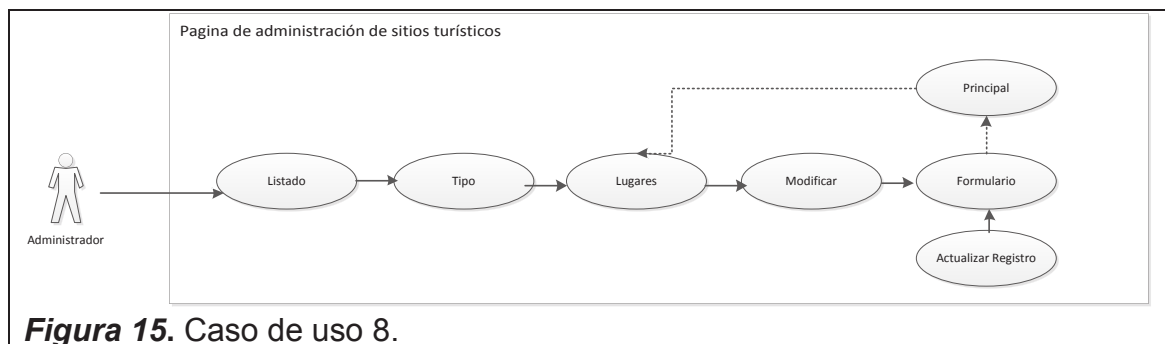 Pagina de administración de sitios turísticos
Principal
Listado
Tipo
Lugares
Modificar
Formulario
Administrador
Actualizar Registro
Figura 15. Caso de uso 8.